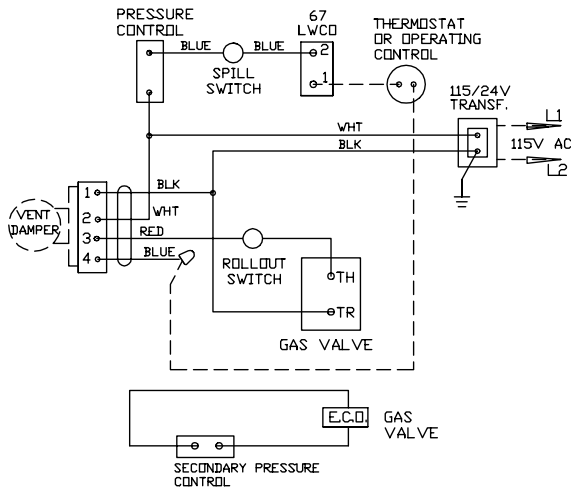 PRESSURE
CONTROL
67
LWCO
THERMOSTAT
OR OPERATING
CONTROL
BLUE
BLUE
2
1
SPILL
SWITCH
115/24V
TRANSF.
L1
115V AC
L2
WHT
BLK
BLK
WHT
RED
BLUE
1
2
3
4
VENT
DAMPER
ROLLOUT
SWITCH
TH
TR
GAS VALVE
E.C.O.
GAS
VALVE
SECONDARY PRESSURE
CONTROL